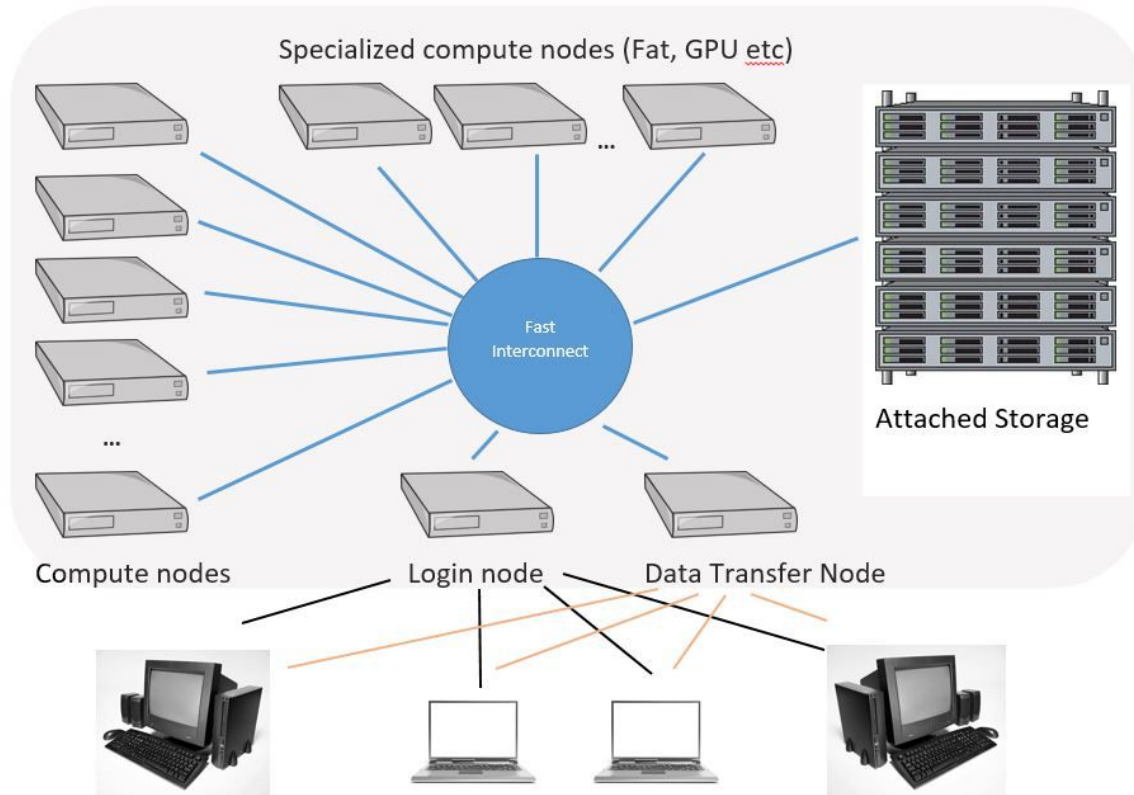 Specialized compute nodes (Fat, GPU etc)
...
Fast
Interconnect
Attached Storage
...
Compute nodes
Login node
Data Transfer Node